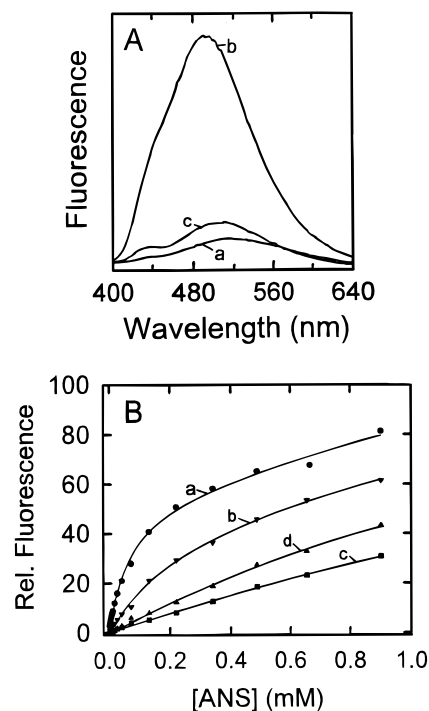 A
b
c
a
Fluorescence
400 480 560 640
Wavelength (nm)
B
100
80
60
40
20
0
a
b
d
c
Rel. Fluorescence
0.0 0.2 0.4 0.6 0.8 1.0
[ANS] (mM)